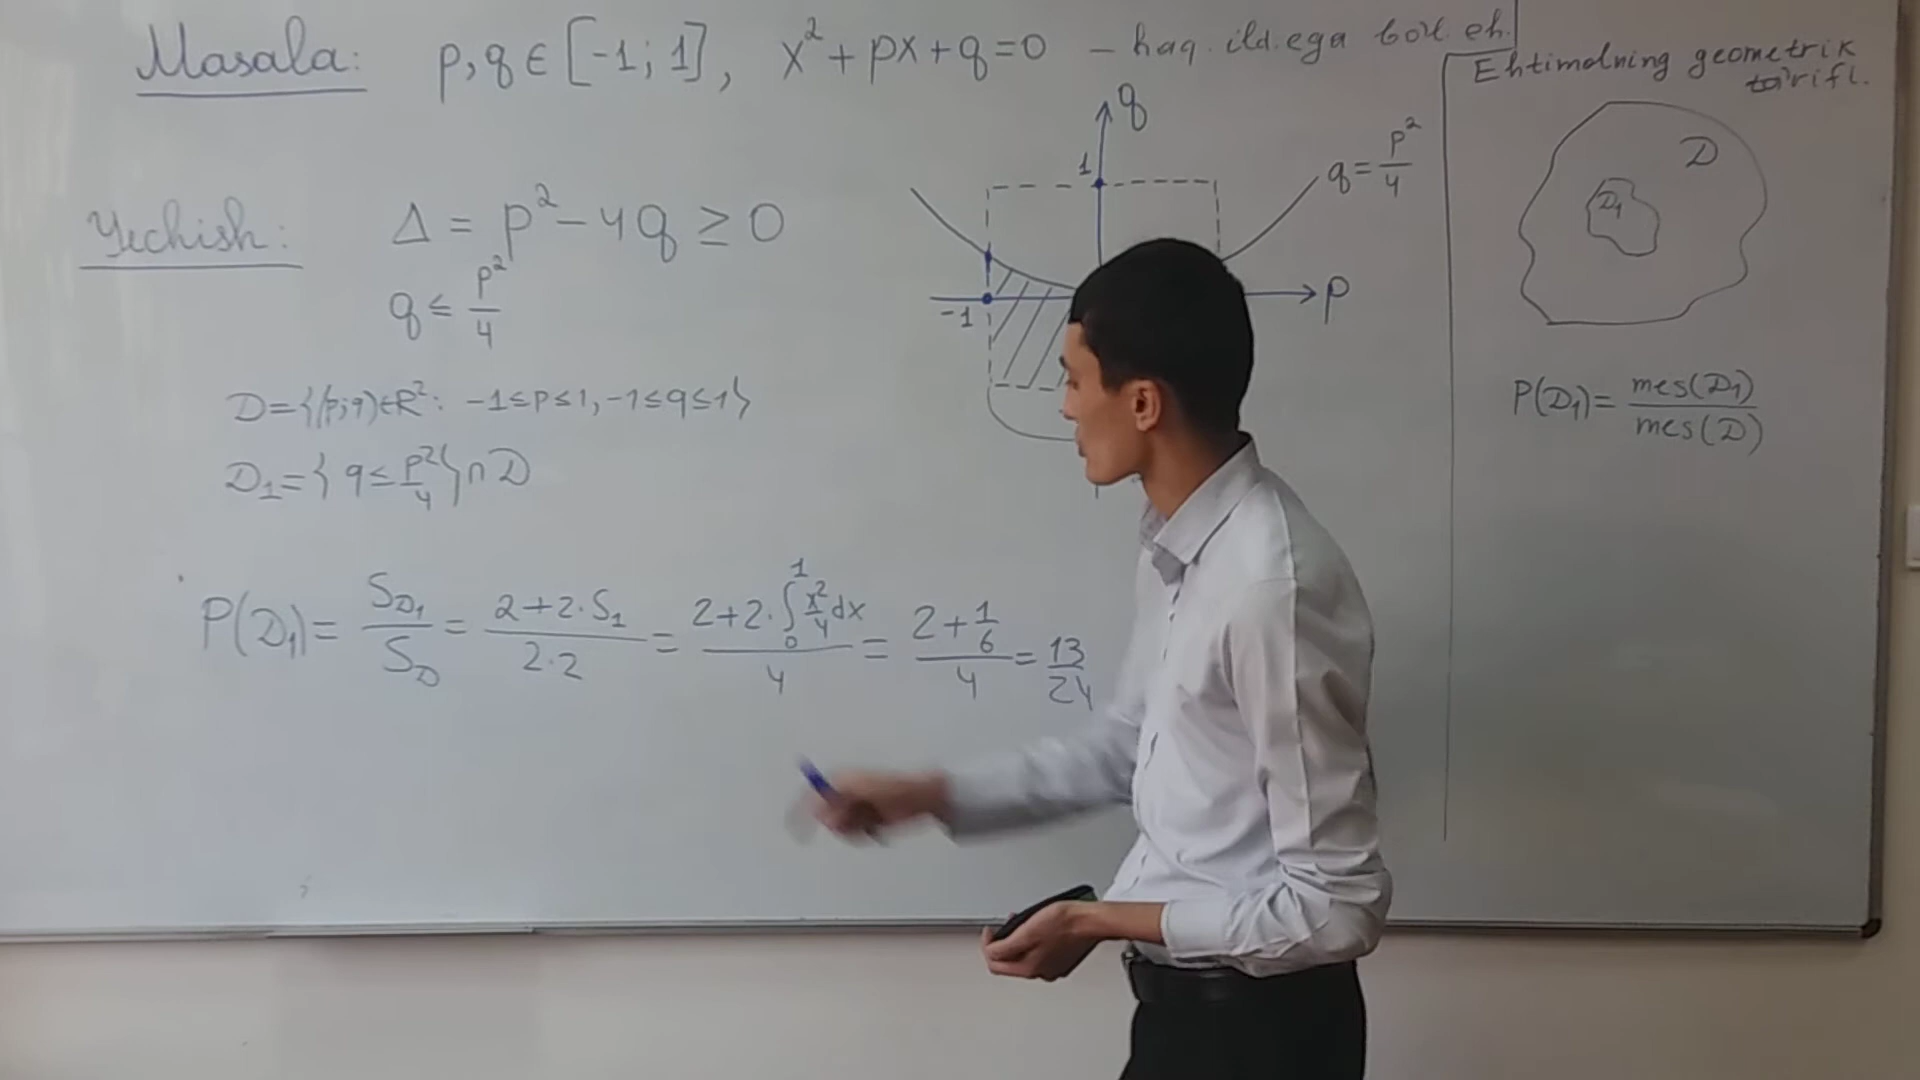 Masala: p,q ∈ [-1; 1], x² + px + q = 0 – haq. ild. ega bol. eh.
Yechish: Δ = p² - 4q ≥ 0
q ≤ p²/4
D = {(p;q)∈R²: -1≤p≤1, -1≤q≤1}
D₁ = { q ≤ p²/4 } ∩ D
P(D₁) = S_D₁/S_D = (2+2·S₁)/(2·2) = (2+2·∫₀¹ x²/4 dx)/4 = (2+1/6)/4 = 13/24
q
1
q = p²/4
-1
p
Ehtimolning geometrik
ta'rifi.
D
D₁
P(D₁) = mes(D₁)/mes(D)